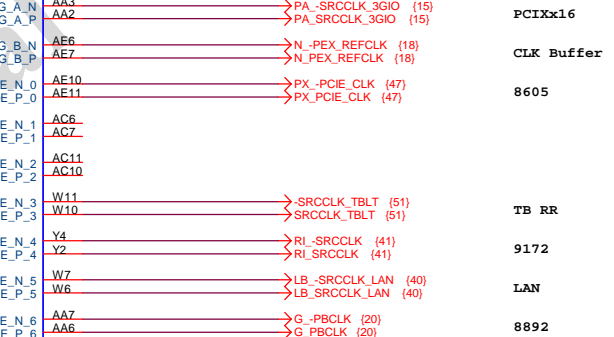 G_A_N AA3 PA_-SRCCLK_3GIO {15}
G_A_P AA2 PA_SRCCLK_3GIO {15} PCIXx16
G_B_N AE6 N_-PEX_REFCLK {18}
G_B_P AE7 N_PEX_REFCLK {18} CLK Buffer
E_N_0 AE10 PX_-PCIE_CLK {47}
E_P_0 AE11 PX_PCIE_CLK {47} 8605
E_N_1 AC6
E_P_1 AC7
E_N_2 AC11
E_P_2 AC10
E_N_3 W11 -SRCCLK_TBLT {51}
E_P_3 W10 SRCCLK_TBLT {51} TB RR
E_N_4 Y4 RI_-SRCCLK {41}
E_P_4 Y2 RI_SRCCLK {41} 9172
E_N_5 W7 LB_-SRCCLK_LAN {40}
E_P_5 W6 LB_SRCCLK_LAN {40} LAN
E_N_6 AA7 G_-PBCLK {20}
E_P_6 AA6 G_PBCLK {20} 8892